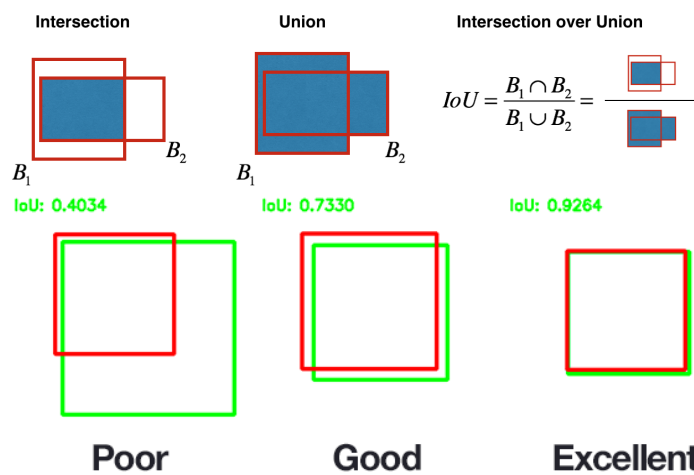 Intersection
Union
Intersection over Union
B1
B2
B1
B2
IoU = B1 ∩ B2 / B1 ∪ B2 =
IoU: 0.4034
IoU: 0.7330
IoU: 0.9264
Poor
Good
Excellent